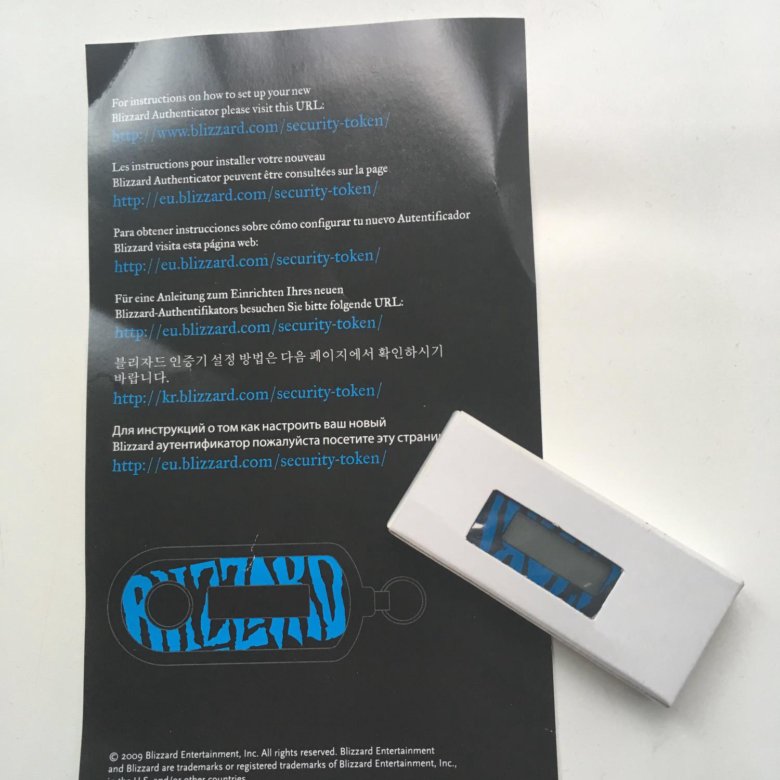 For instructions on how to set up your new
Blizzard Authenticator please visit this URL:
http://www.blizzard.com/security-token/
Les instructions pour installer votre nouveau
Blizzard Authenticator peuvent être consultées sur la page
http://eu.blizzard.com/security-token/
Para obtener instrucciones sobre cómo configurar tu nuevo Autentificador
Blizzard visita esta página web:
http://eu.blizzard.com/security-token/
Für eine Anleitung zum Einrichten Ihres neuen
Blizzard-Authentifikators besuchen Sie bitte folgende URL:
http://eu.blizzard.com/security-token/
블리자드 인증기 설정 방법은 다음 페이지에서 확인하시기
바랍니다.
http://kr.blizzard.com/security-token/
Для инструкций о том как настроить ваш новый
Blizzard аутентификатор пожалуйста посетите эту
http://eu.blizzard.com/security-token/
BLIZZARD
© 2009 Blizzard Entertainment, Inc. All rights reserved. Blizzard Entertainment
and Blizzard are trademarks or registered trademarks of Blizzard Entertainment, Inc.,
in the U.S. and/or other countries.